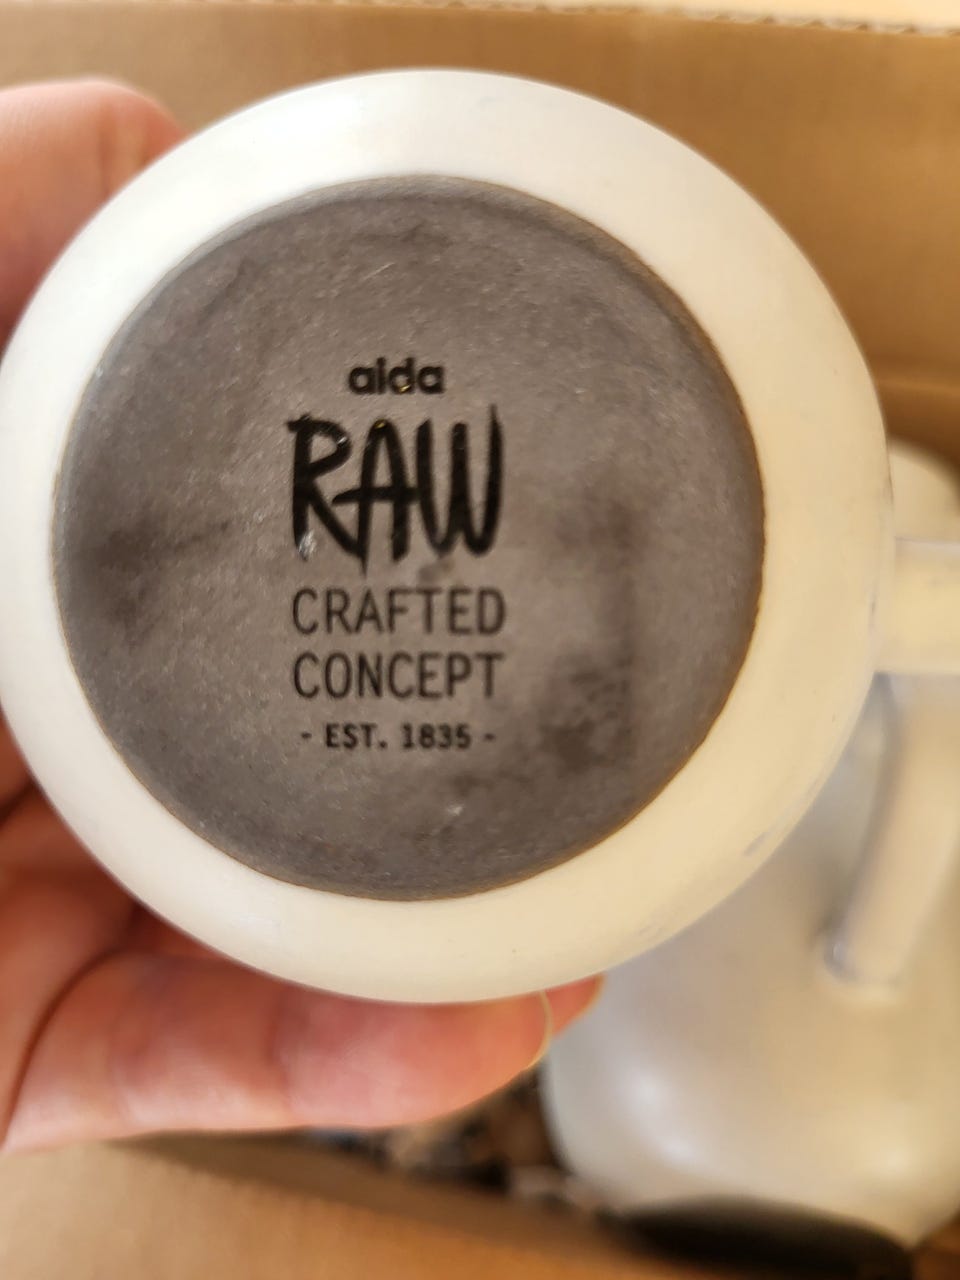 aida
RAW
CRAFTED
CONCEPT
- EST. 1835 -